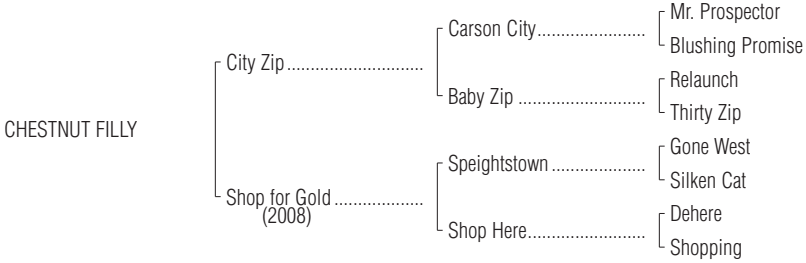 Mr. Prospector
Carson City
Blushing Promise
City Zip
Relaunch
Baby Zip
Thirty Zip
CHESTNUT FILLY
Gone West
Speightstown
Silken Cat
Shop for Gold
(2008)
Dehere
Shop Here
Shopping